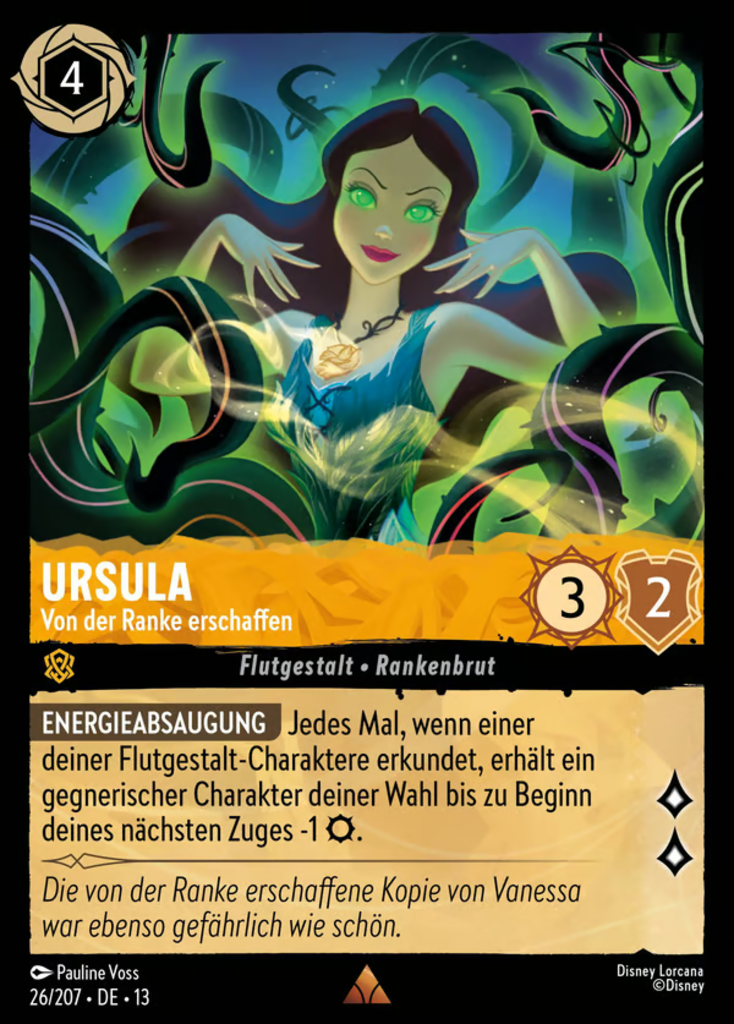 4
URSULA
Von der Ranke erschaffen
3
2
Flutgestalt • Rankenbrut
ENERGIEABSAUGUNG Jedes Mal, wenn einer
deiner Flutgestalt-Charaktere erkundet, erhält ein
gegnerischer Charakter deiner Wahl bis zu Beginn
deines nächsten Zuges -1 .
Die von der Ranke erschaffene Kopie von Vanessa
war ebenso gefährlich wie schön.
Pauline Voss
26/207 • DE • 13
Disney Lorcana
©Disney